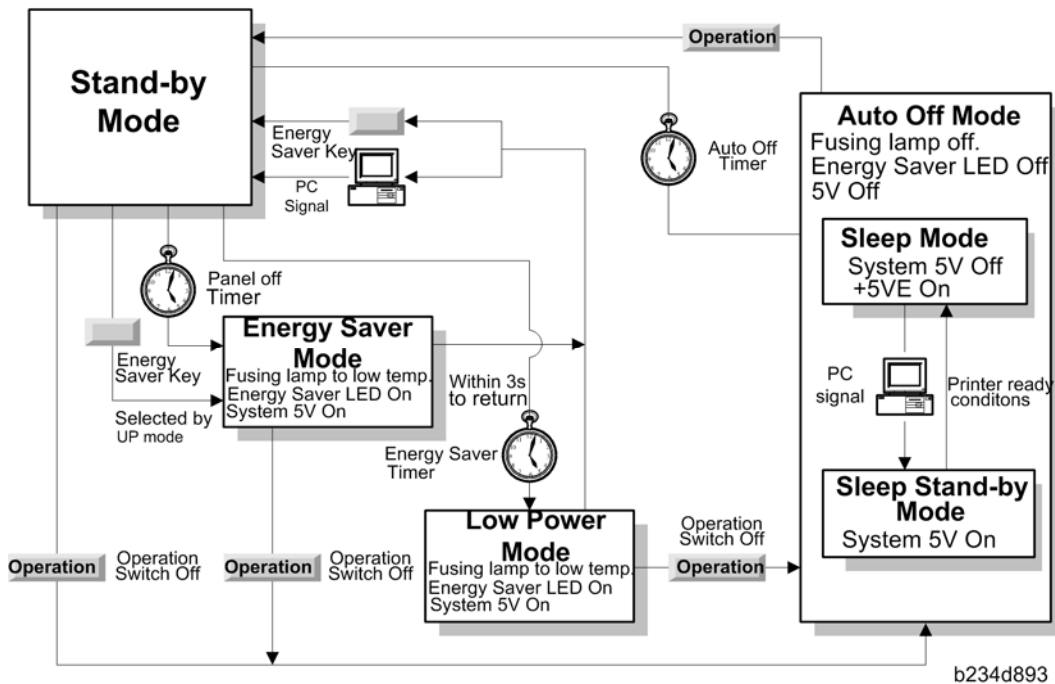 Operation
Stand-by
Mode
Energy
Saver Key
PC
Signal
Auto Off
Timer
Auto Off Mode
Fusing lamp off.
Energy Saver LED Off
5V Off
Sleep Mode
System 5V Off
+5VE On
PC
signal
Printer ready
conditons
Sleep Stand-by
Mode
System 5V On
Panel off
Timer
Energy
Saver Key
Selected by
UP mode
Energy Saver
Mode
Fusing lamp to low temp.
Energy Saver LED On
System 5V On
Within 3s
to return
Energy Saver
Timer
Low Power
Mode
Fusing lamp to low temp.
Energy Saver LED On
System 5V On
Operation
Switch Off
Operation
Operation
Operation
Switch Off
Operation
Operation
Switch Off
b234d893